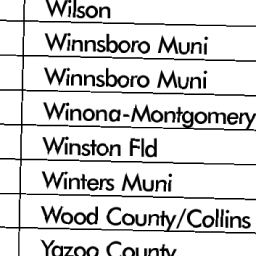 Wilson
Winnsboro Muni
Winnsboro Muni
Winona-Montgomery
Winston Fld
Winters Muni
Wood County/Collins
Yazoo County